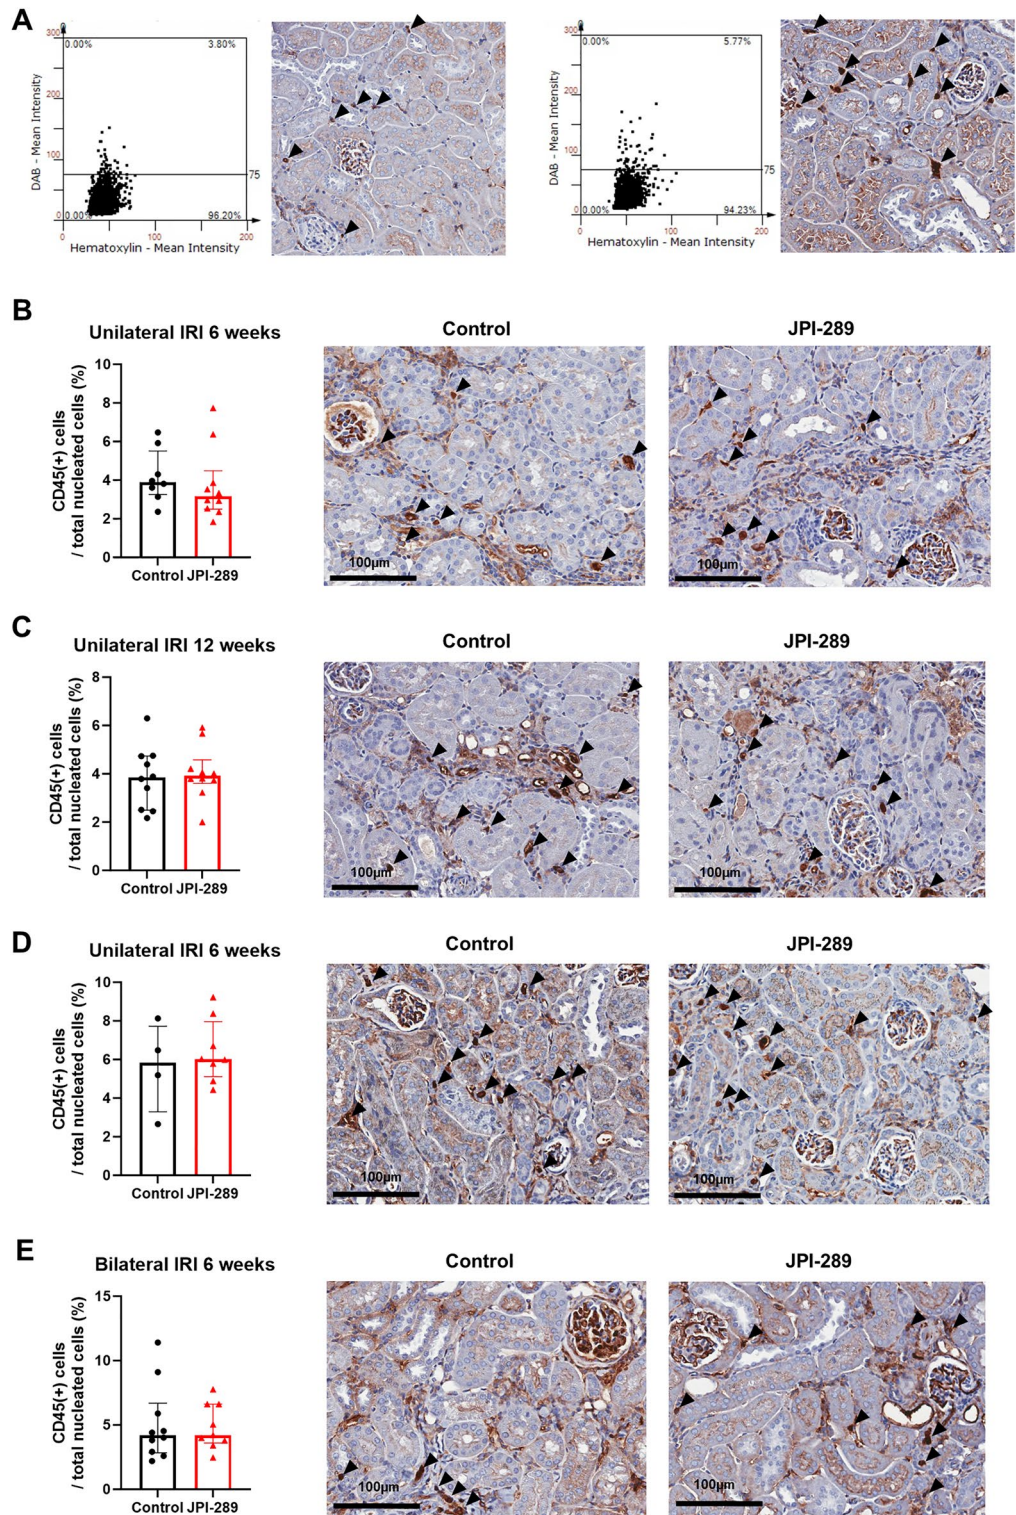 A
300
200
100
0
DAB - Mean Intensity
0.00%
3.80%
75
0.00%
96.20%
0
100
200
Hematoxylin - Mean Intensity
300
200
100
0
DAB - Mean Intensity
0.00%
5.77%
75
0.00%
94.23%
0
100
200
Hematoxylin - Mean Intensity
B
Unilateral IRI 6 weeks
CD45(+) cells
/ total nucleated cells (%)
10
8
6
4
2
0
Control JPI-289
Control
100μm
JPI-289
100μm
C
Unilateral IRI 12 weeks
CD45(+) cells
/ total nucleated cells (%)
8
6
4
2
0
Control JPI-289
Control
100μm
JPI-289
100μm
D
Unilateral IRI 6 weeks
CD45(+) cells
/ total nucleated cells (%)
10
8
6
4
2
0
Control JPI-289
Control
100μm
JPI-289
100μm
E
Bilateral IRI 6 weeks
CD45(+) cells
/ total nucleated cells (%)
15
10
5
0
Control JPI-289
Control
100μm
JPI-289
100μm